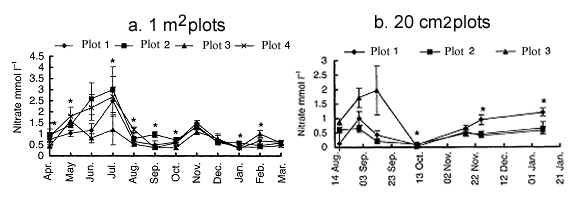 a. 1 m2plots
Plot 1 Plot 2 Plot 3 Plot 4
Nitrate mmol l-1
4.5
4
3.5
3
2.5
2
1.5
1
0.5
0
* * * * * * * * *
Apr. May Jun. Jul. Aug. Sep. Oct. Nov. Dec. Jan. Feb. Mar.
b. 20 cm2plots
Plot 1 Plot 2 Plot 3
Nitrate mmol l-1
3
2.5
2
1.5
1
0.5
0
* * *
14 Aug. 03 Sep. 23 Sep. 13 Oct. 02 Nov. 22 Nov. 12 Dec. 01 Jan. 21 Jan.